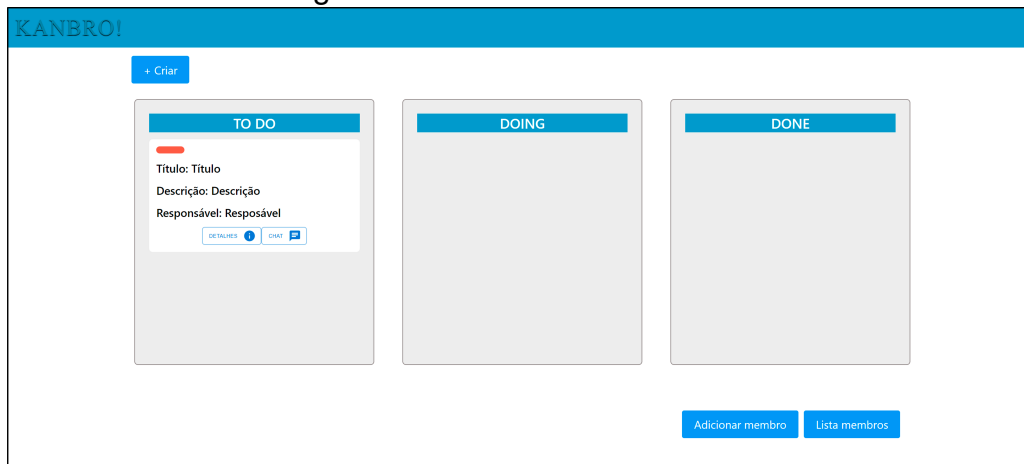 KANBRO!
+ Criar
TO DO
Título: Título
Descrição: Descrição
Responsável: Resposável
DETALHES
CHAT
DOING
DONE
Adicionar membro
Lista membros